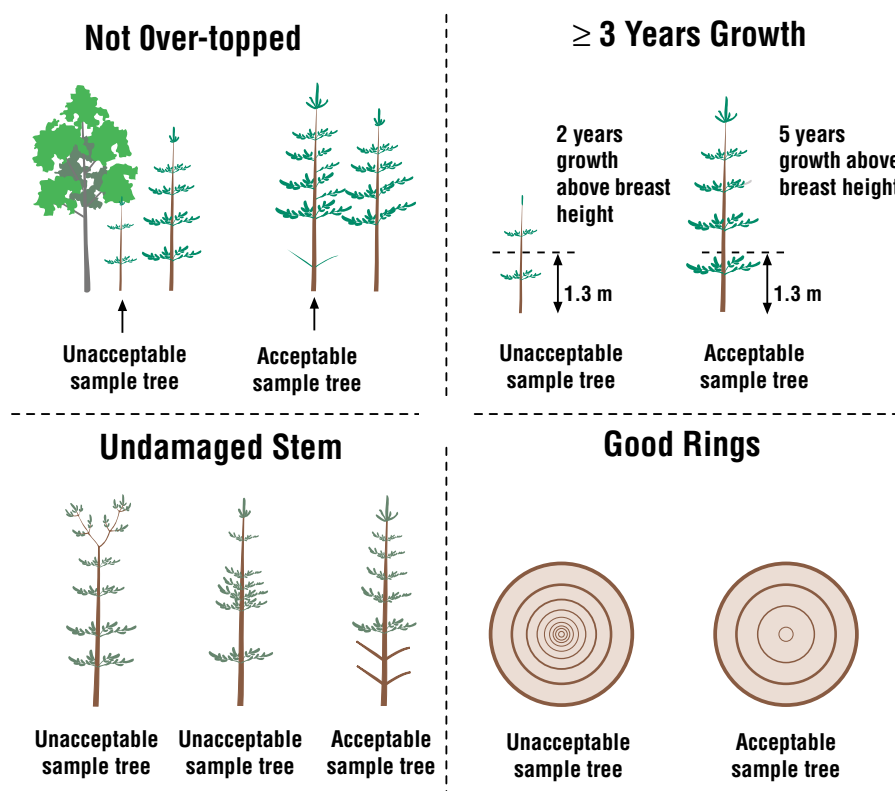 Not Over-topped
Unacceptable
sample tree
Acceptable
sample tree
≥ 3 Years Growth
2 years
growth
above breast
height
5 years
growth above
breast height
1.3 m
1.3 m
Unacceptable
sample tree
Acceptable
sample tree
Undamaged Stem
Unacceptable
sample tree
Unacceptable
sample tree
Acceptable
sample tree
Good Rings
Unacceptable
sample tree
Acceptable
sample tree